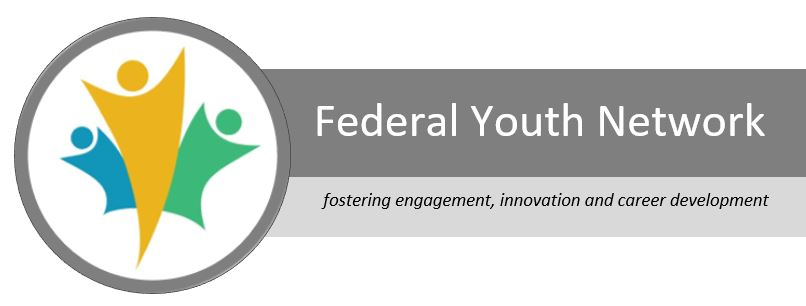 Federal Youth Network
fostering engagement, innovation and career development